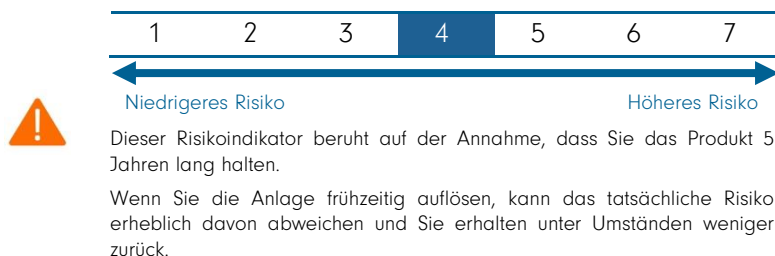 1 2 3 4 5 6 7
Niedrigeres Risiko Höheres Risiko
Dieser Risikoindikator beruht auf der Annahme, dass Sie das Produkt 5
Jahren lang halten.
Wenn Sie die Anlage frühzeitig auflösen, kann das tatsächliche Risiko
erheblich davon abweichen und Sie erhalten unter Umständen weniger
zurück.